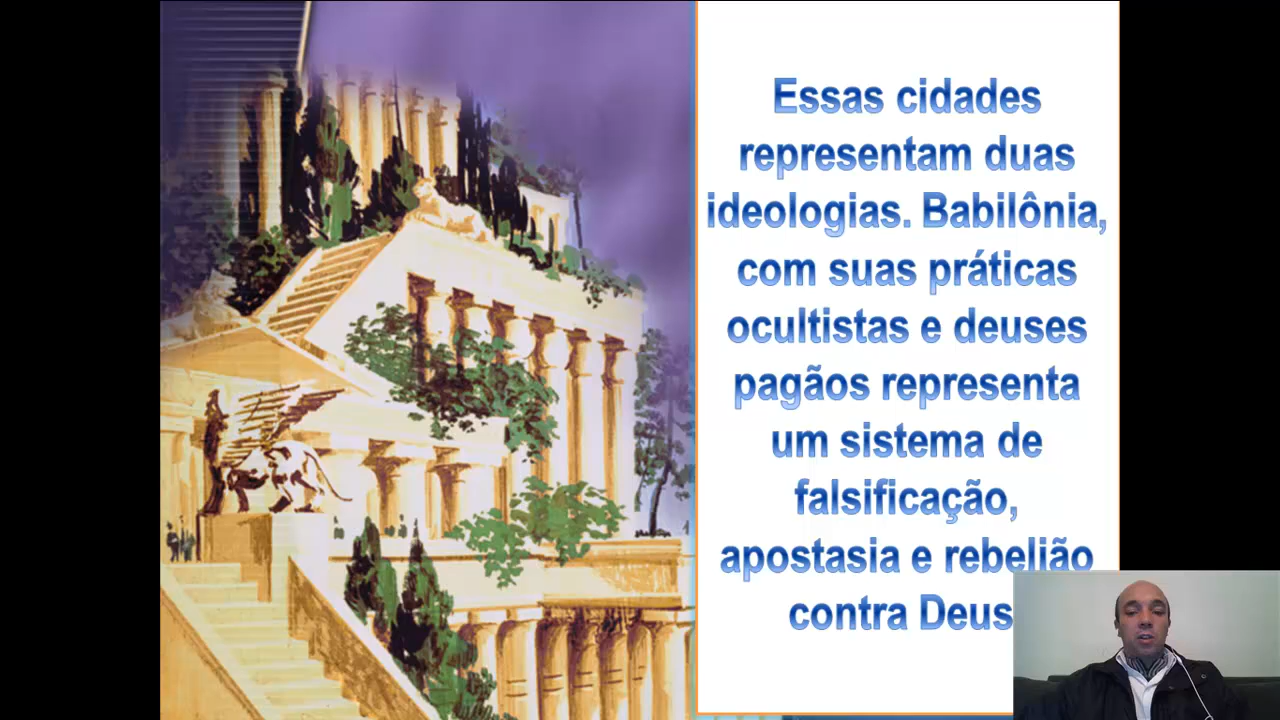 Essas cidades
representam duas
ideologias. Babilônia,
com suas práticas
ocultistas e deuses
pagãos representa
um sistema de
falsificação,
apostasia e rebelião
contra Deus